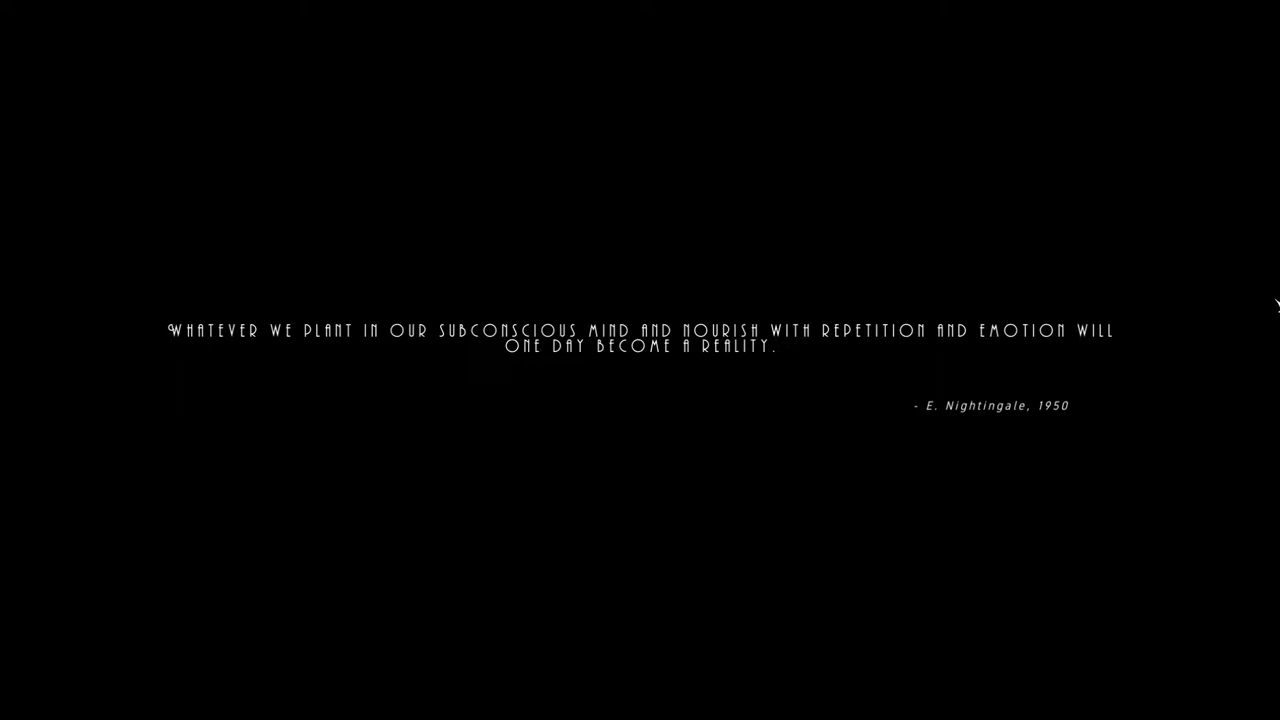 WHATEVER WE PLANT IN OUR SUBCONSCIOUS MIND AND NOURISH WITH REPETITION AND EMOTION WILL
ONE DAY BECOME A REALITY.
- E. Nightingale, 1950